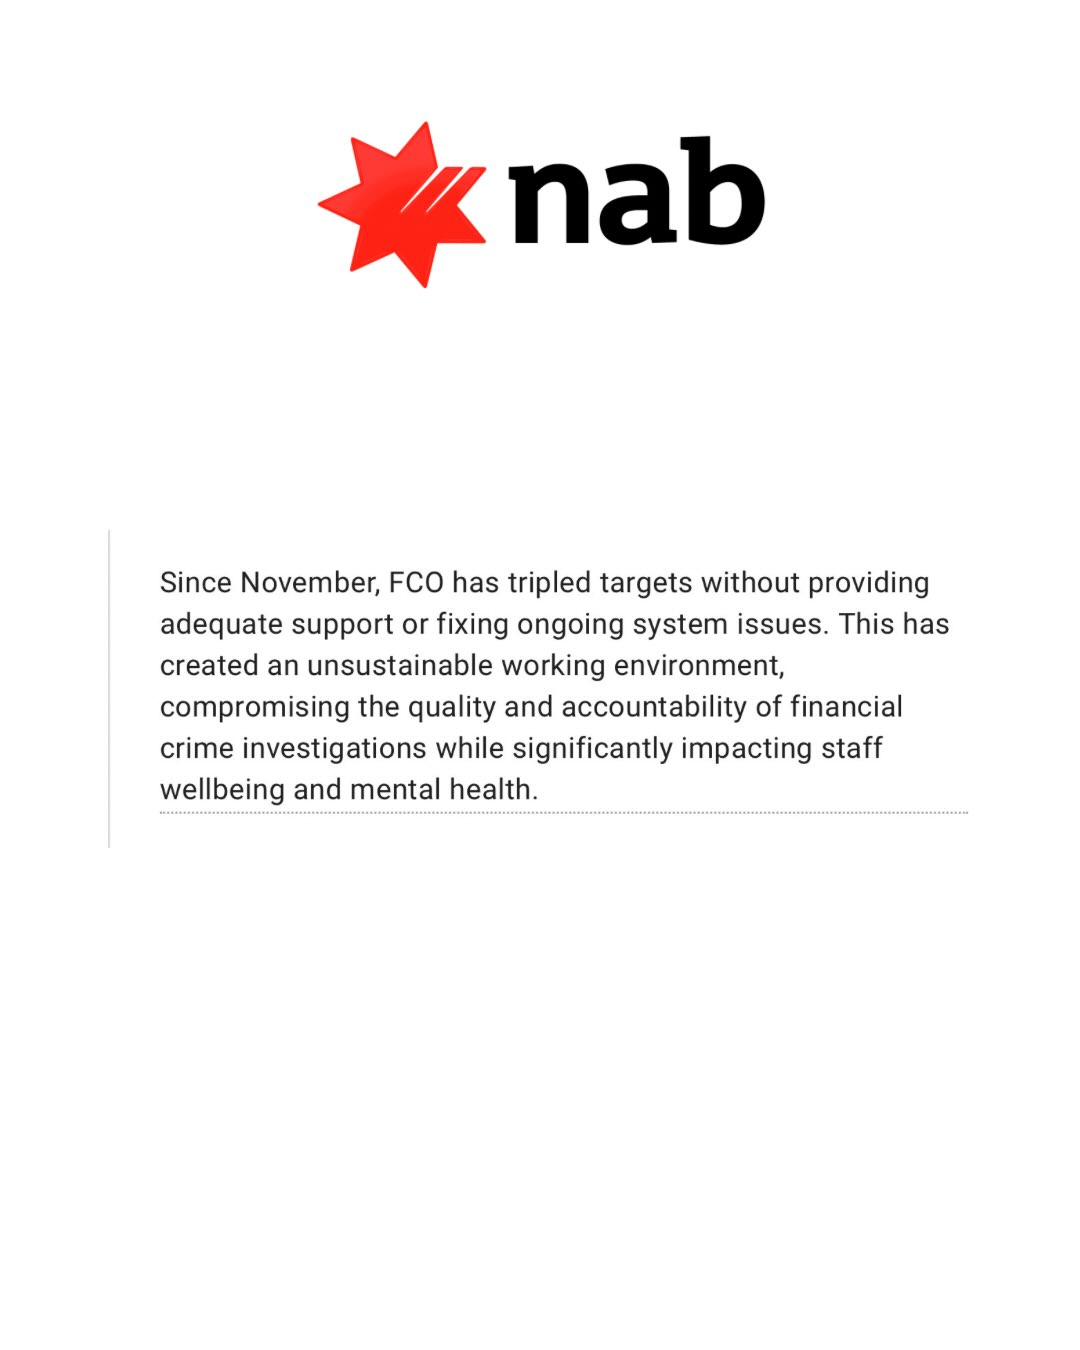 nab
Since November, FCO has tripled targets without providing
adequate support or fixing ongoing system issues. This has
created an unsustainable working environment,
compromising the quality and accountability of financial
crime investigations while significantly impacting staff
wellbeing and mental health.